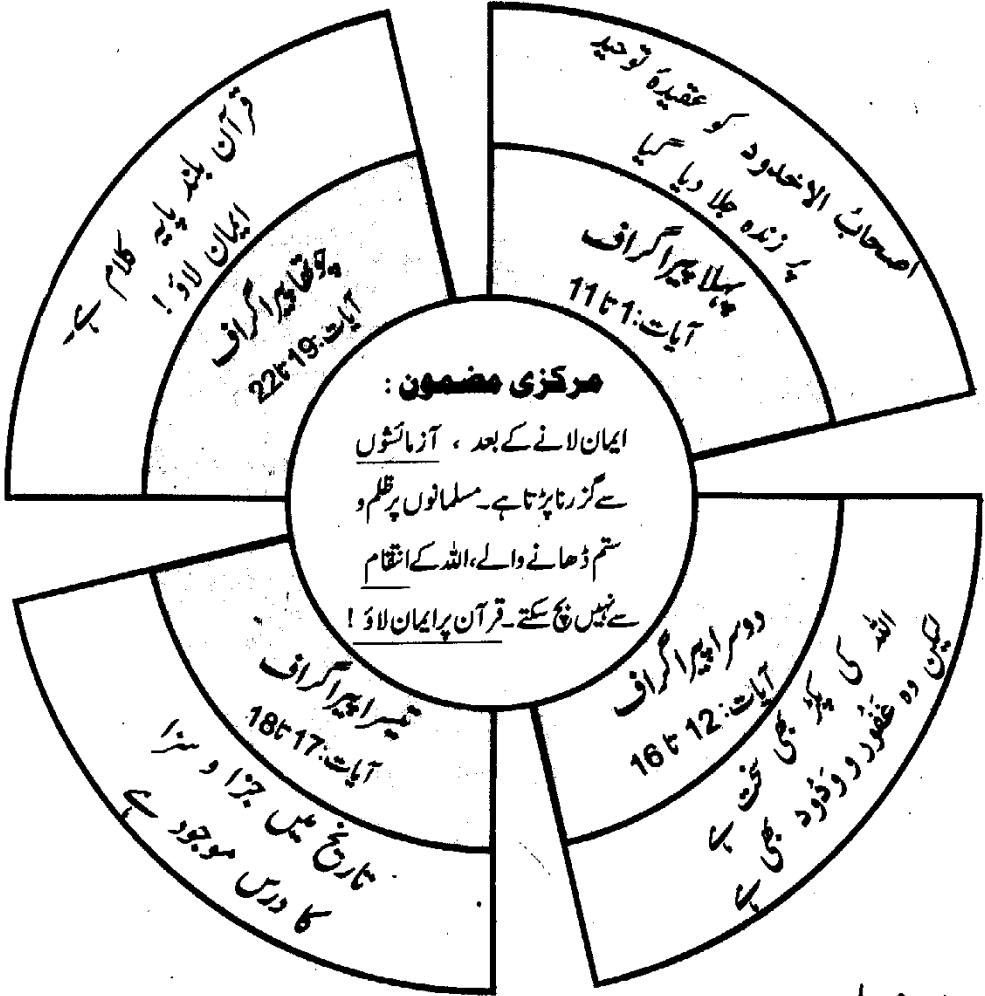 اصحابُ الاخدود کو عقیدۂ توحید
پر زندہ جلا دیا گیا
پہلا پیراگراف
آیات: 1 تا 11
قرآن بلند پایہ کلام ہے۔
ایمان لاؤ !
چوتھا پیراگراف
آیات: 19 تا 22
مرکزی مضمون :
ایمان لانے کے بعد ، آزمائشوں
سے گزرنا پڑتا ہے۔ مسلمانوں پر ظلم و
ستم ڈھانے والے، اللہ کے انتقام
سے نہیں بچ سکتے۔ قرآن پر ایمان لاؤ !
دوسرا پیراگراف
آیات: 12 تا 16
اللہ کی پکڑ بھی سخت ہے
لیکن وہ غَفُور و وَدُود بھی ہے
تیسرا پیراگراف
آیات: 17 تا 18
تاریخ میں جزا و سزا
کا درس موجود ہے